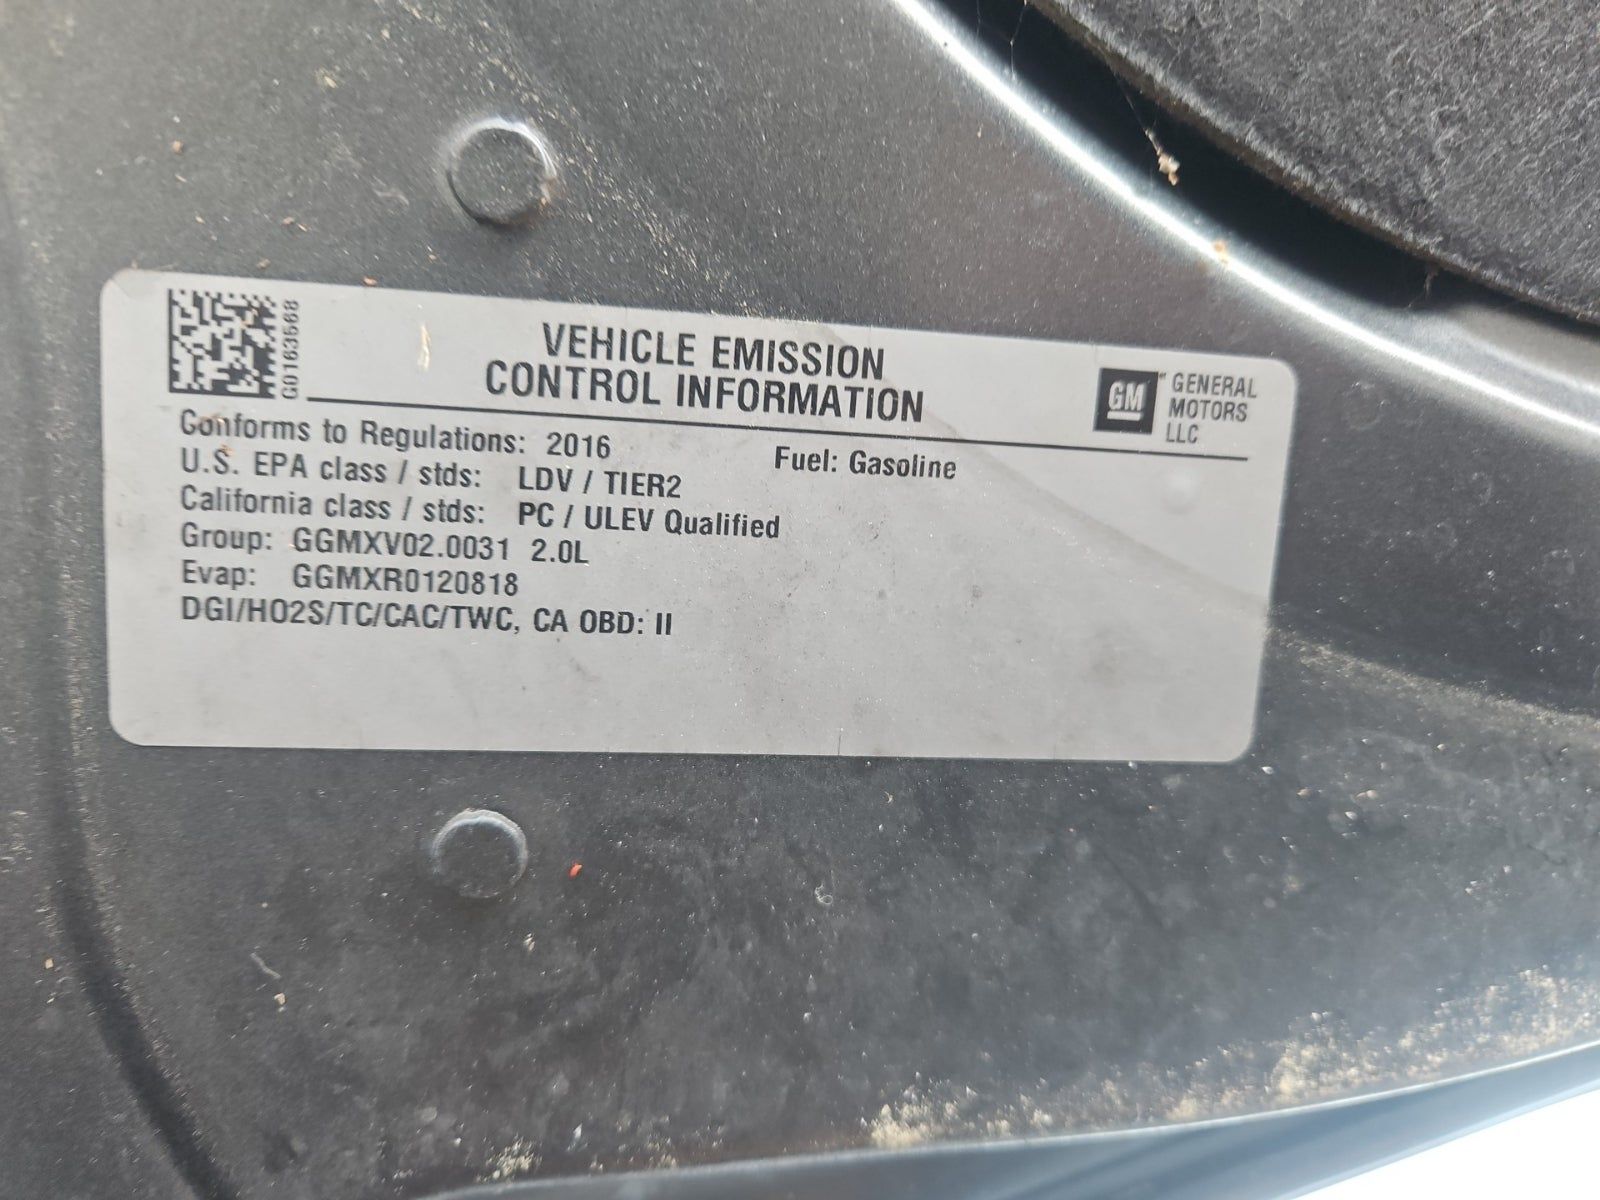 G0163568
VEHICLE EMISSION
CONTROL INFORMATION
GM
GENERAL
MOTORS
LLC
Conforms to Regulations: 2016
Fuel: Gasoline
U.S. EPA class / stds: LDV / TIER2
California class / stds: PC / ULEV Qualified
Group: GGMXV02.0031 2.0L
Evap: GGMXR0120818
DGI/HO2S/TC/CAC/TWC, CA OBD: II